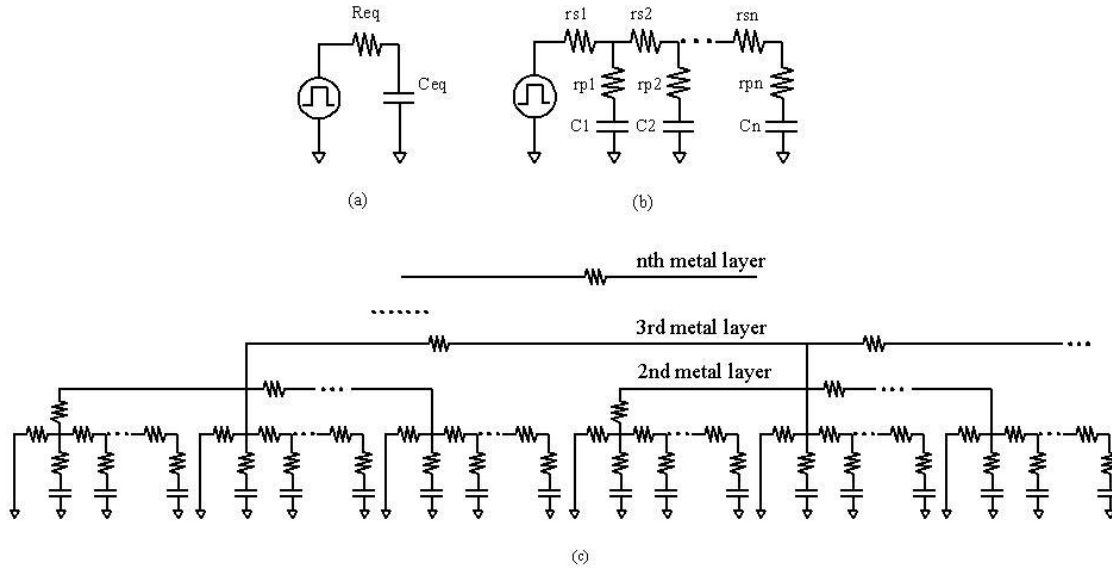 Req
Ceq
(a)
rs1 rs2 rsn
rp1 rp2 rpn
C1 C2 Cn
(b)
nth metal layer
3rd metal layer
2nd metal layer
(c)